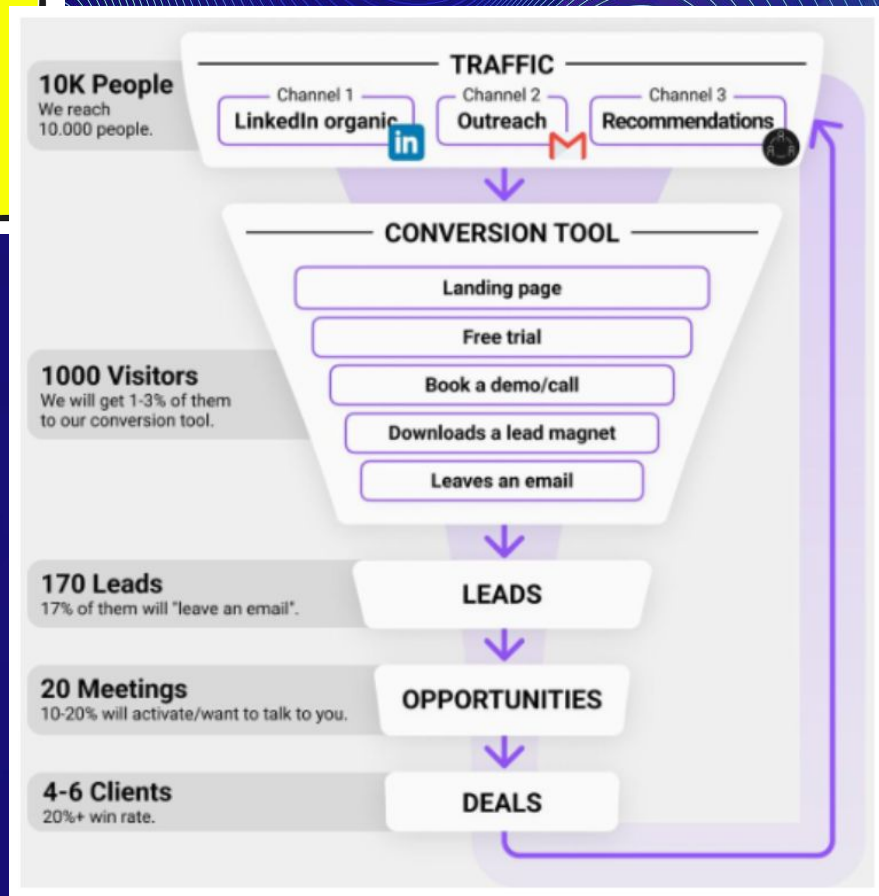 TRAFFIC
10K People
We reach
10.000 people.
Channel 1
LinkedIn organic
in
Channel 2
Outreach
Channel 3
Recommendations
CONVERSION TOOL
Landing page
Free trial
Book a demo/call
Downloads a lead magnet
Leaves an email
1000 Visitors
We will get 1-3% of them
to our conversion tool.
170 Leads
17% of them will "leave an email".
LEADS
20 Meetings
10-20% will activate/want to talk to you.
OPPORTUNITIES
4-6 Clients
20%+ win rate.
DEALS